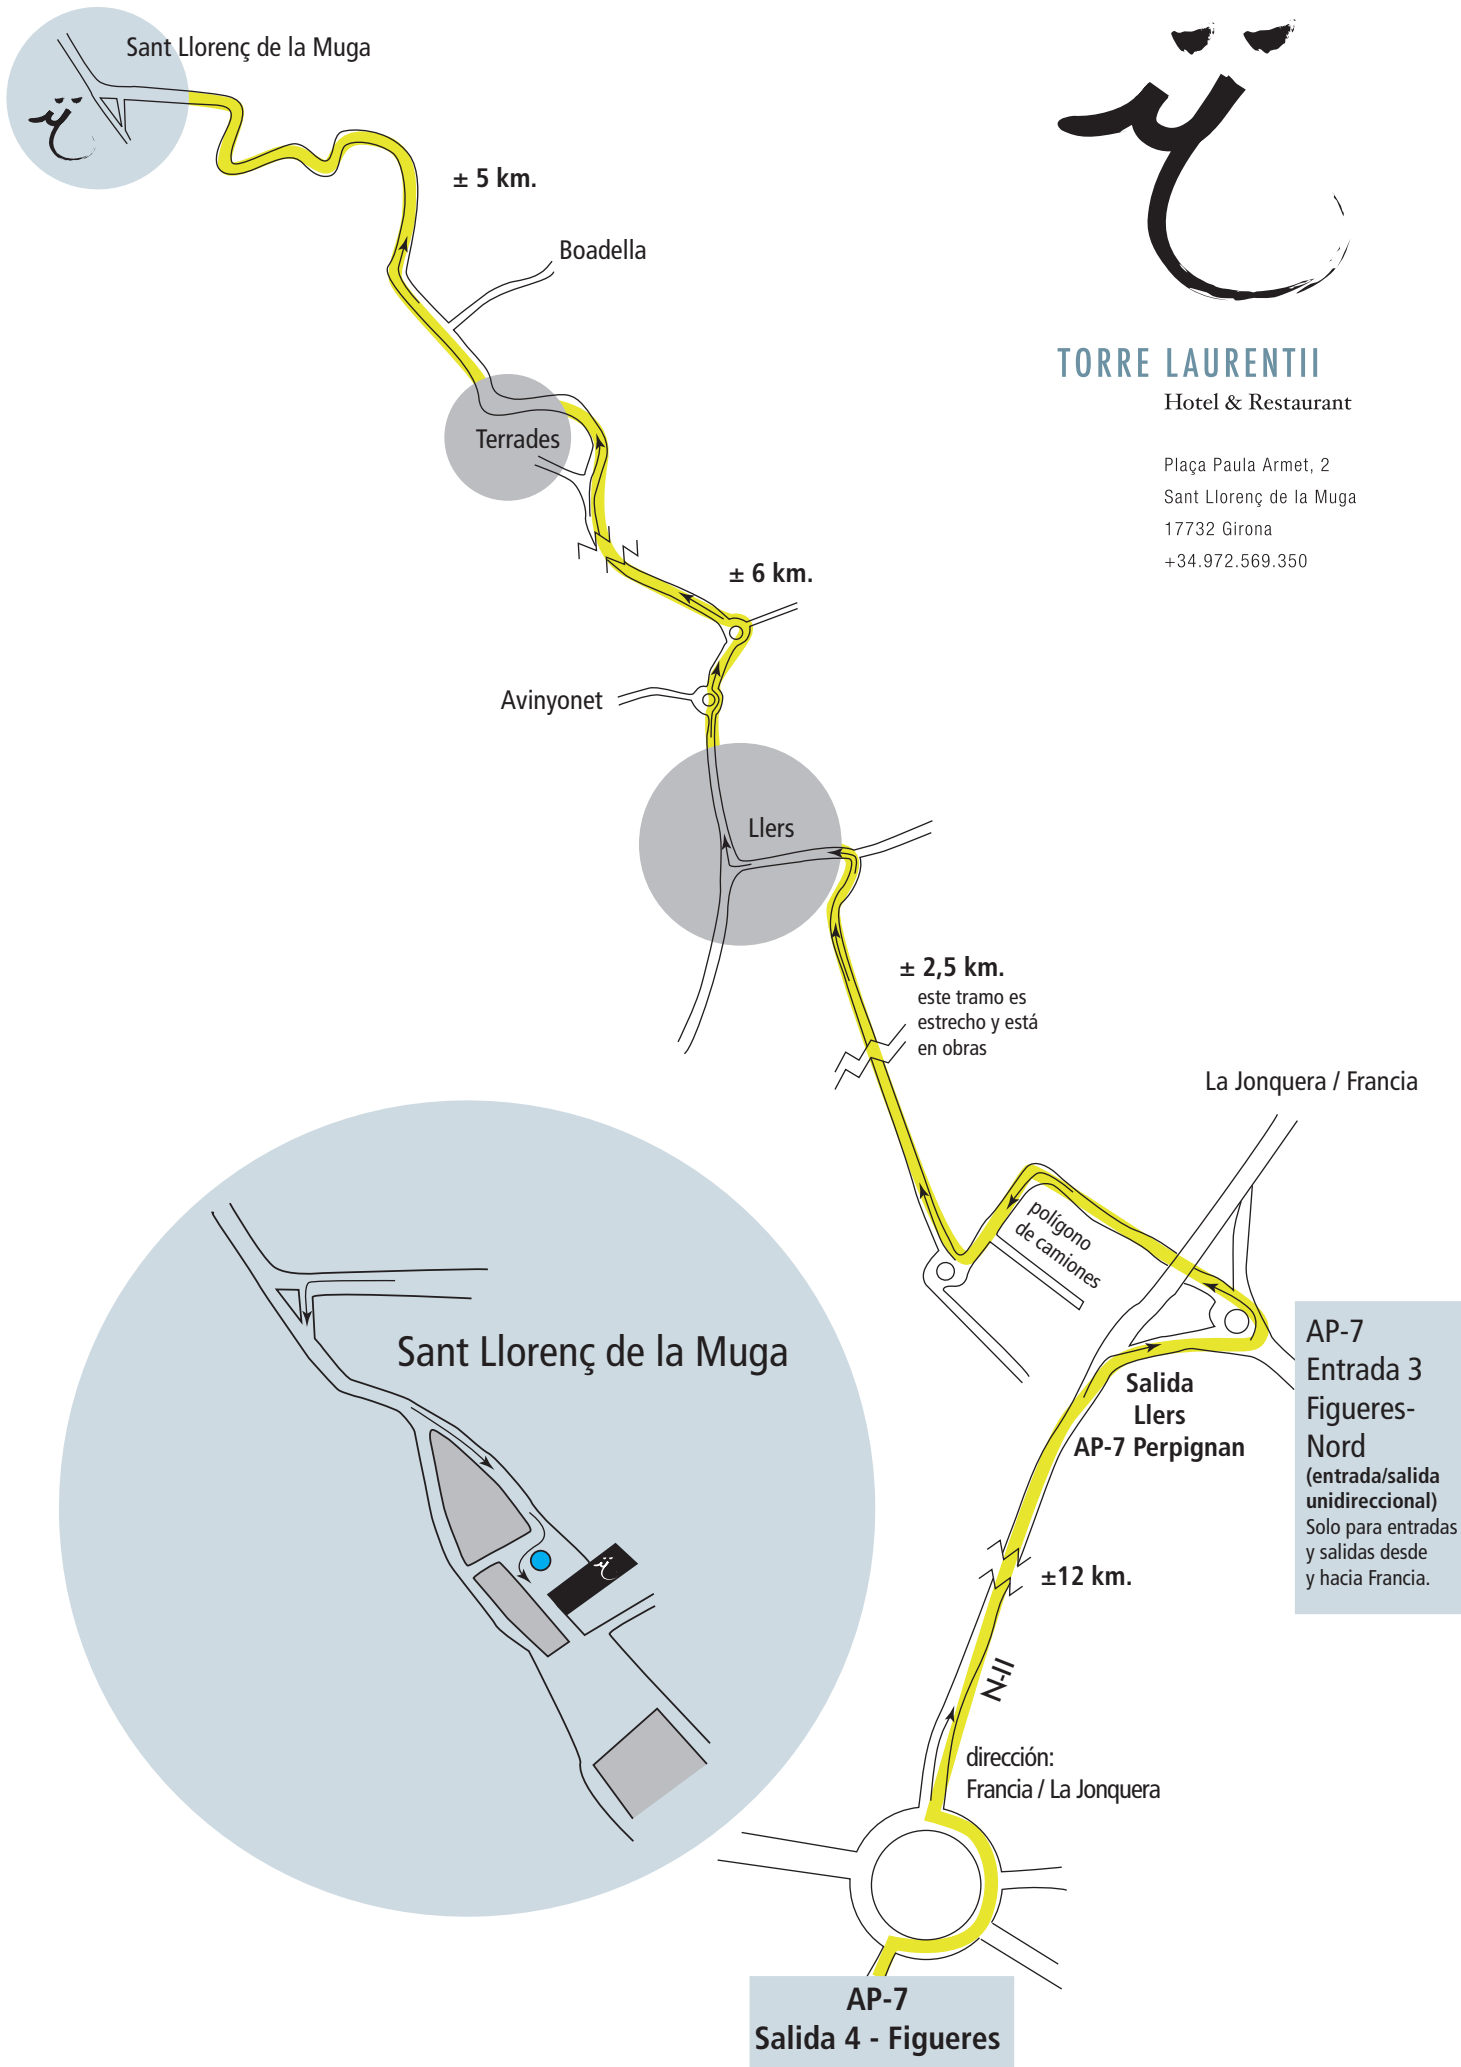 Sant Llorenç de la Muga
± 5 km.
Boadella
TORRE LAURENTII
Hotel & Restaurant
Plaça Paula Armet, 2
Sant Llorenç de la Muga
17732 Girona
+34.972.569.350
Terrades
± 6 km.
Avinyonet
Llers
± 2,5 km.
este tramo es
estrecho y está
en obras
La Jonquera / Francia
polígono
de camiones
Sant Llorenç de la Muga
AP-7
Entrada 3
Figueres-
Nord
(entrada/salida
unidireccional)
Solo para entradas
y salidas desde
y hacia Francia.
Salida
Llers
AP-7 Perpignan
±12 km.
N-II
dirección:
Francia / La Jonquera
AP-7
Salida 4 - Figueres